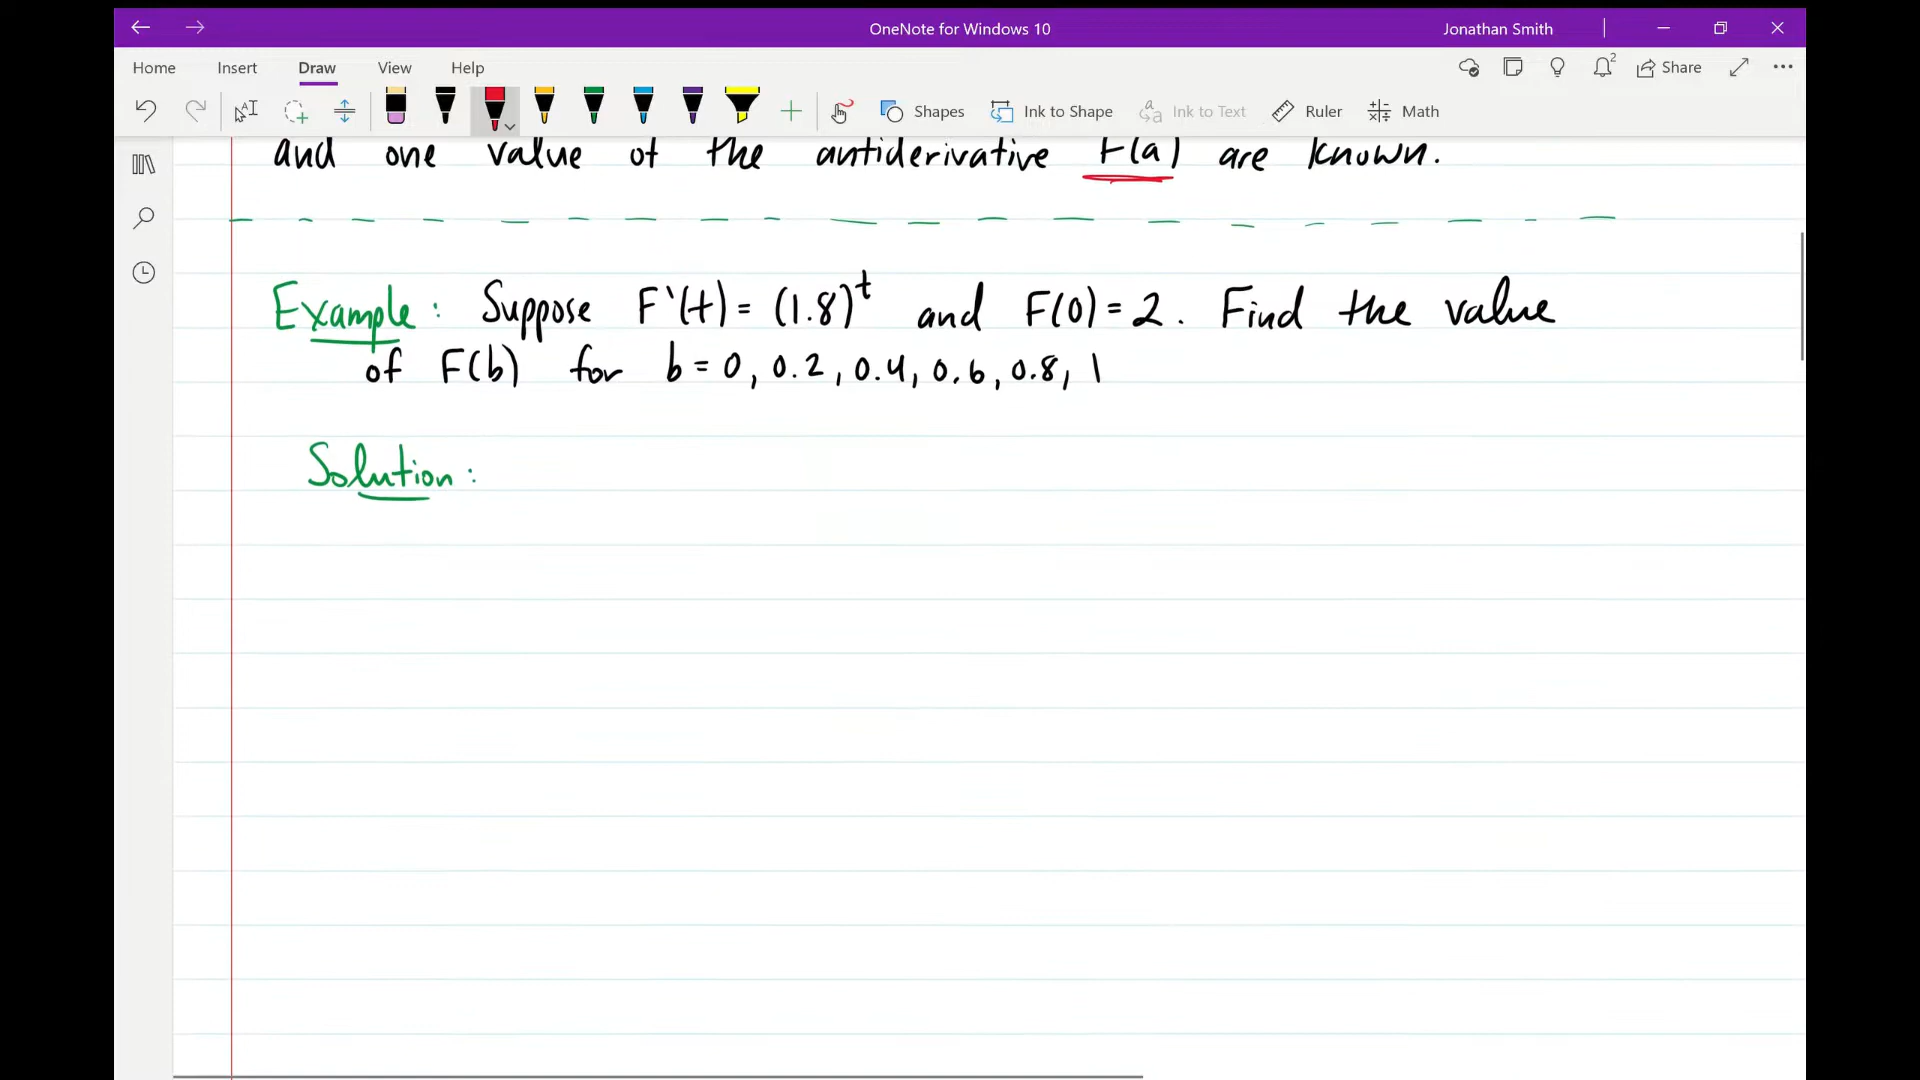 OneNote for Windows 10
Jonathan Smith
Home Insert Draw View Help
2
Share
Shapes Ink to Shape Ink to Text Ruler Math
and one value of the antiderivative F(a) are known.
Example: Suppose F'(t) = (1.8)^t and F(0) = 2. Find the value
of F(b) for b = 0, 0.2, 0.4, 0.6, 0.8, 1
Solution: